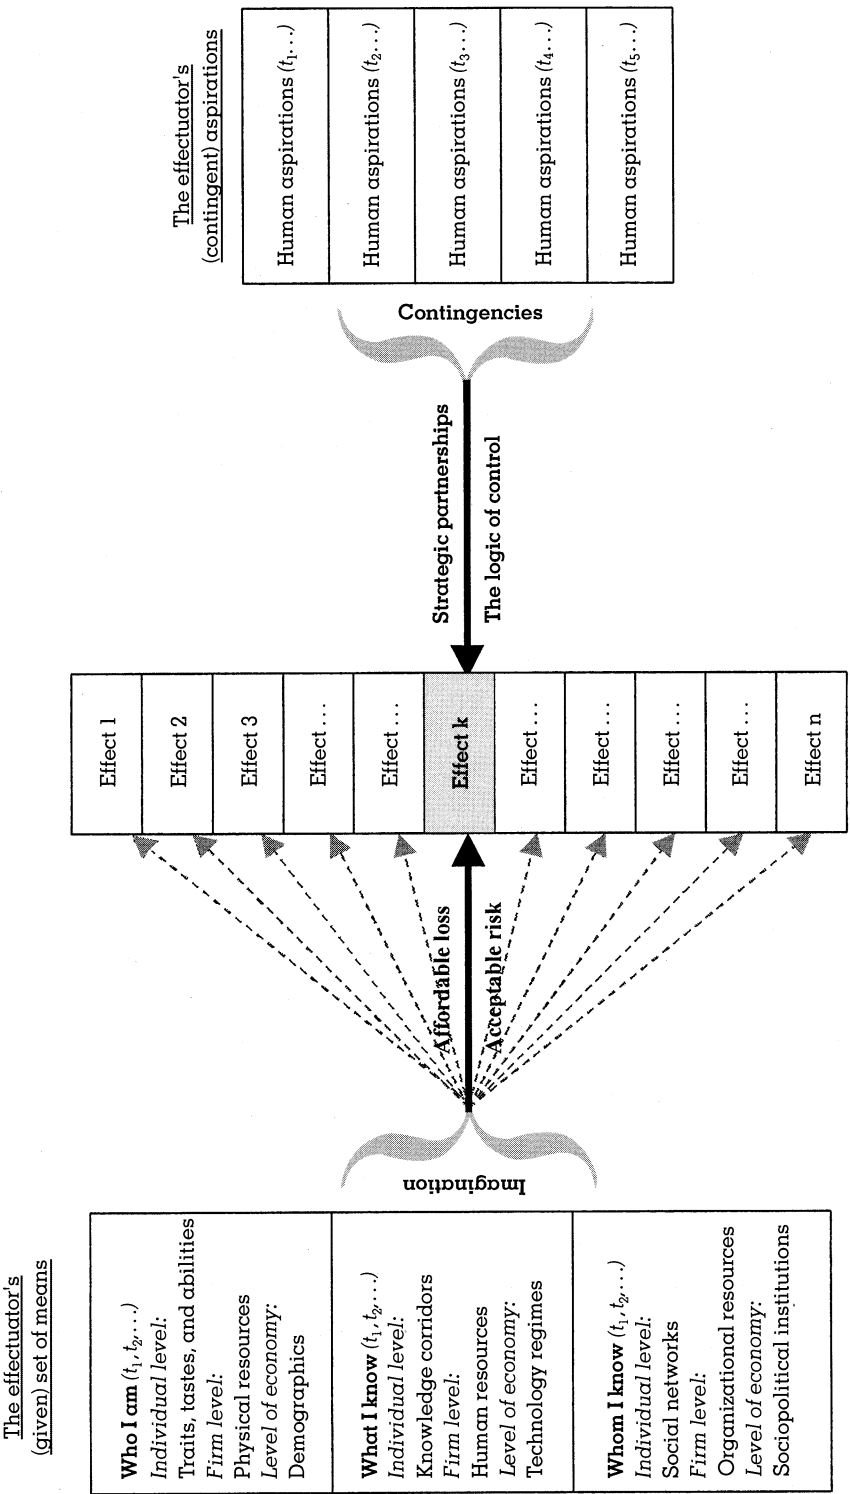 The effectuator's
(given) set of means
Who I am (t₁, t₂, …)
Individual level:
Traits, tastes, and abilities
Firm level:
Physical resources
Level of economy:
Demographics
What I know (t₁, t₂, …)
Individual level:
Knowledge corridors
Firm level:
Human resources
Level of economy:
Technology regimes
Whom I know (t₁, t₂, …)
Individual level:
Social networks
Firm level:
Organizational resources
Level of economy:
Sociopolitical institutions
Imagination
Affordable loss
Acceptable risk
Effect 1
Effect 2
Effect 3
Effect …
Effect …
Effect k
Effect …
Effect …
Effect …
Effect …
Effect n
Strategic partnerships
The logic of control
Contingencies
The effectuator's
(contingent) aspirations
Human aspirations (t₁…)
Human aspirations (t₂…)
Human aspirations (t₃…)
Human aspirations (t₄…)
Human aspirations (t₅…)